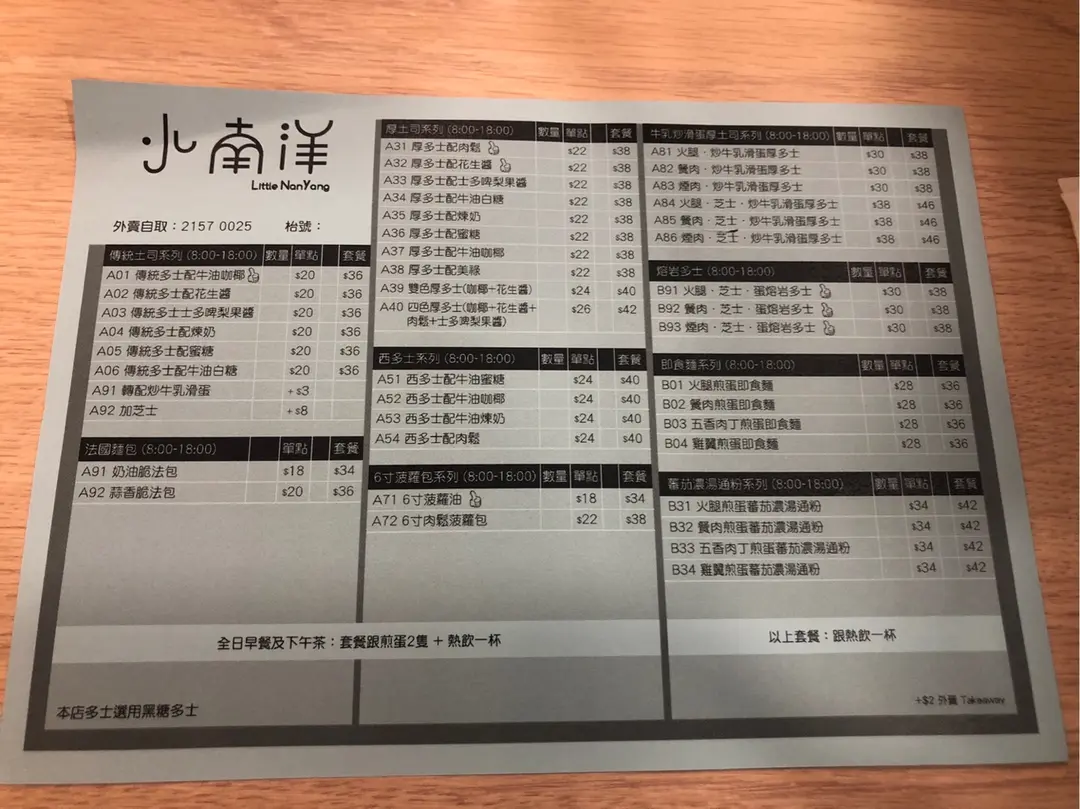 小南洋
Little NanYang
外賣自取：2157 0025 枱號：
傳統土司系列 (8:00-18:00) 數量 單點 套餐
A01 傳統多士配牛油咖椰 $20 $36
A02 傳統多士配花生醬 $20 $36
A03 傳統多士士多啤梨果醬 $20 $36
A04 傳統多士配煉奶 $20 $36
A05 傳統多士配蜜糖 $20 $36
A06 傳統多士配牛油白糖 $20 $36
A91 轉配炒牛乳滑蛋 +$3
A92 加芝士 +$8
法國麵包 (8:00-18:00) 單點 套餐
A91 奶油脆法包 $18 $34
A92 蒜香脆法包 $20 $36
厚土司系列 (8:00-18:00) 數量 單點 套餐
A31 厚多士配肉鬆 $22 $38
A32 厚多士配花生醬 $22 $38
A33 厚多士配士多啤梨果醬 $22 $38
A34 厚多士配牛油白糖 $22 $38
A35 厚多士配煉奶 $22 $38
A36 厚多士配蜜糖 $22 $38
A37 厚多士配牛油咖椰 $22 $38
A38 厚多士配美祿 $22 $38
A39 雙色厚多士(咖椰+花生醬) $24 $40
A40 四色厚多士(咖椰+花生醬+ $26 $42
肉鬆+士多啤梨果醬)
西多士系列 (8:00-18:00) 數量 單點 套餐
A51 西多士配牛油蜜糖 $24 $40
A52 西多士配牛油咖椰 $24 $40
A53 西多士配牛油煉奶 $24 $40
A54 西多士配肉鬆 $24 $40
6寸菠蘿包系列 (8:00-18:00) 數量 單點 套餐
A71 6寸菠蘿油 $18 $34
A72 6寸肉鬆菠蘿包 $22 $38
牛乳炒滑蛋厚土司系列 (8:00-18:00) 數量 單點 套餐
A81 火腿．炒牛乳滑蛋厚多士 $30 $38
A82 餐肉．炒牛乳滑蛋厚多士 $30 $38
A83 煙肉．炒牛乳滑蛋厚多士 $30 $38
A84 火腿．芝士．炒牛乳滑蛋厚多士 $38 $46
A85 餐肉．芝士．炒牛乳滑蛋厚多士 $38 $46
A86 煙肉．芝士．炒牛乳滑蛋厚多士 $38 $46
熔岩多士 (8:00-18:00) 數量 單點 套餐
B91 火腿．芝士．蛋熔岩多士 $30 $38
B92 餐肉．芝士．蛋熔岩多士 $30 $38
B93 煙肉．芝士．蛋熔岩多士 $30 $38
即食麵系列 (8:00-18:00) 數量 單點 套餐
B01 火腿煎蛋即食麵 $28 $36
B02 餐肉煎蛋即食麵 $28 $36
B03 五香肉丁煎蛋即食麵 $28 $36
B04 雞翼煎蛋即食麵 $28 $36
蕃茄濃湯通粉系列 (8:00-18:00) 數量 單點 套餐
B31 火腿煎蛋蕃茄濃湯通粉 $34 $42
B32 餐肉煎蛋蕃茄濃湯通粉 $34 $42
B33 五香肉丁煎蛋蕃茄濃湯通粉 $34 $42
B34 雞翼煎蛋蕃茄濃湯通粉 $34 $42
全日早餐及下午茶：套餐跟煎蛋2隻 + 熱飲一杯
以上套餐：跟熱飲一杯
本店多士選用黑糖多士
+$2 外賣 Takeaway